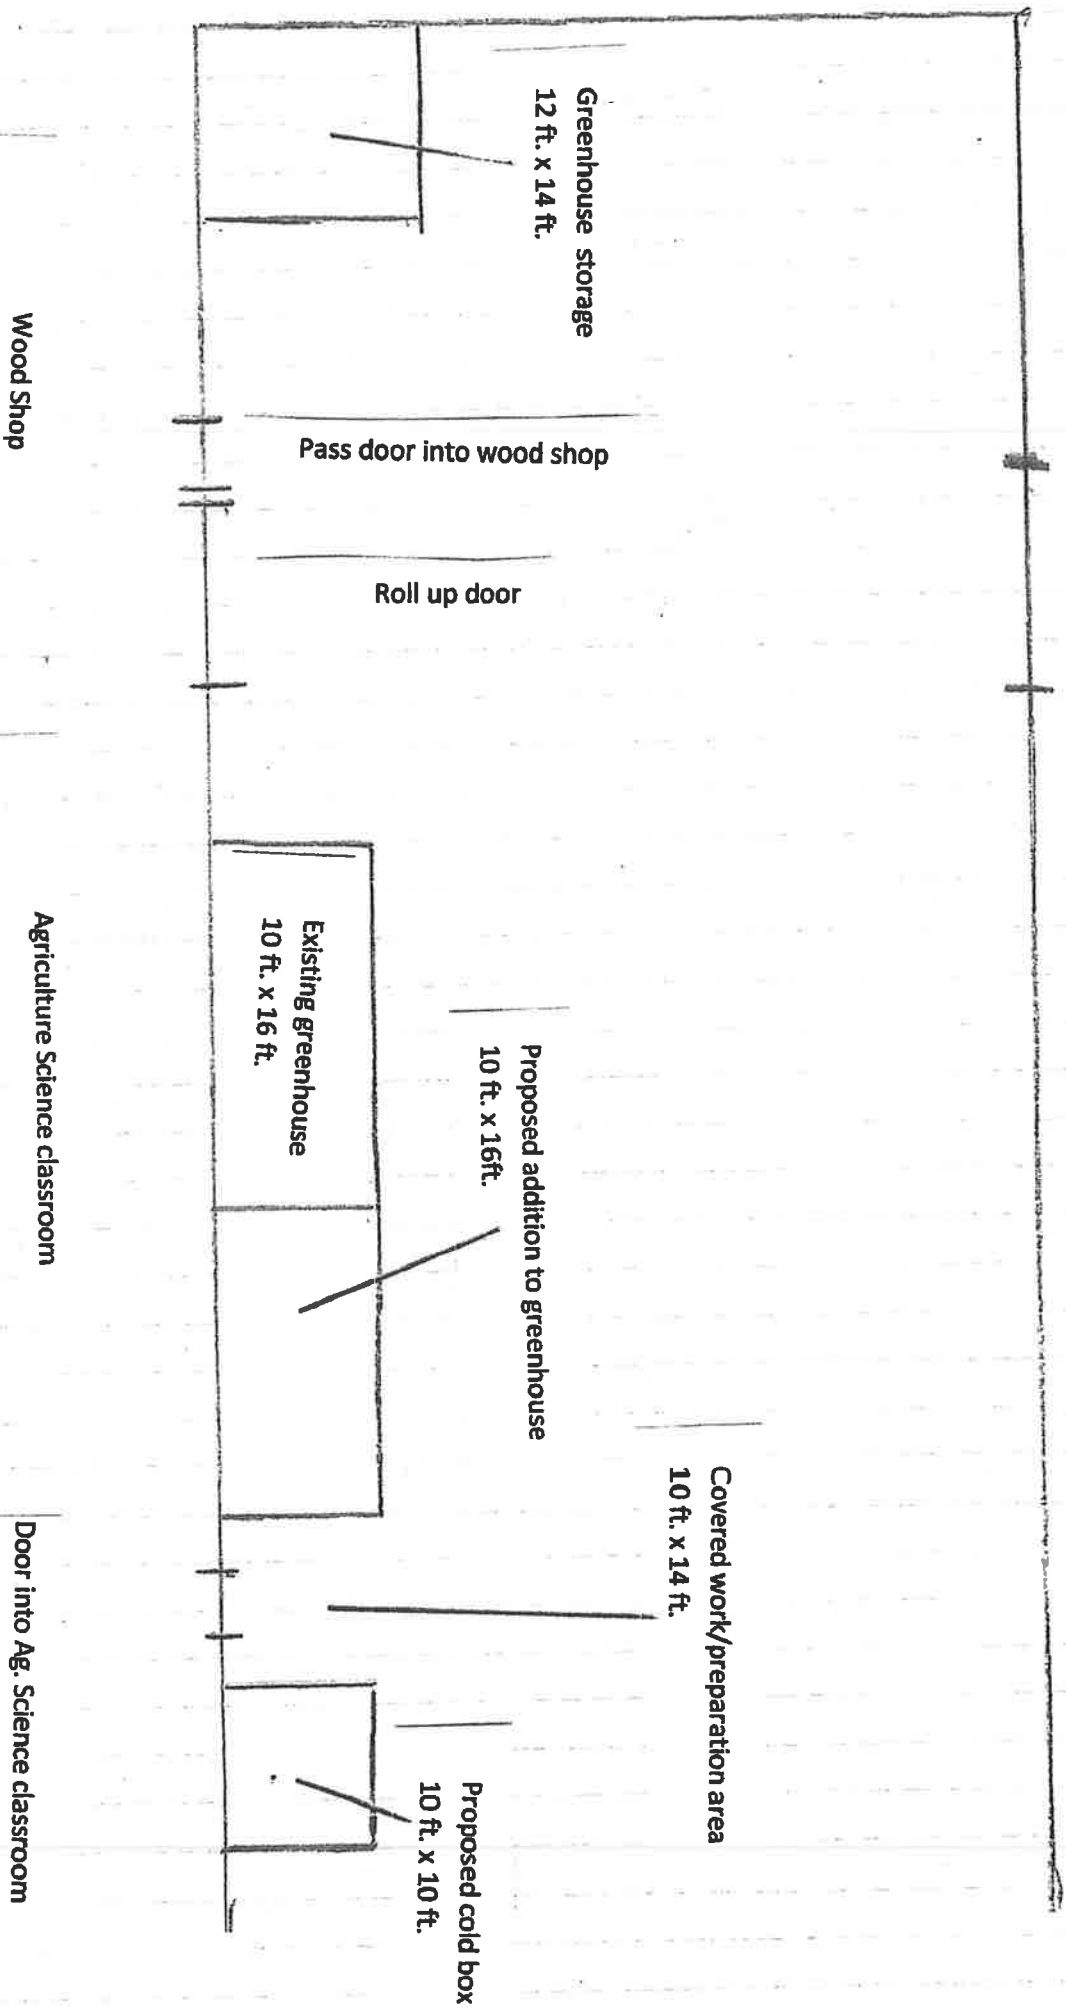 Greenhouse storage
12 ft. x 14 ft.
Pass door into wood shop
Roll up door
Wood Shop
Existing greenhouse
10 ft. x 16 ft.
Proposed addition to greenhouse
10 ft. x 16ft.
Agriculture Science classroom
Covered work/preparation area
10 ft. x 14 ft.
Proposed cold box
10 ft. x 10 ft.
Door into Ag. Science classroom